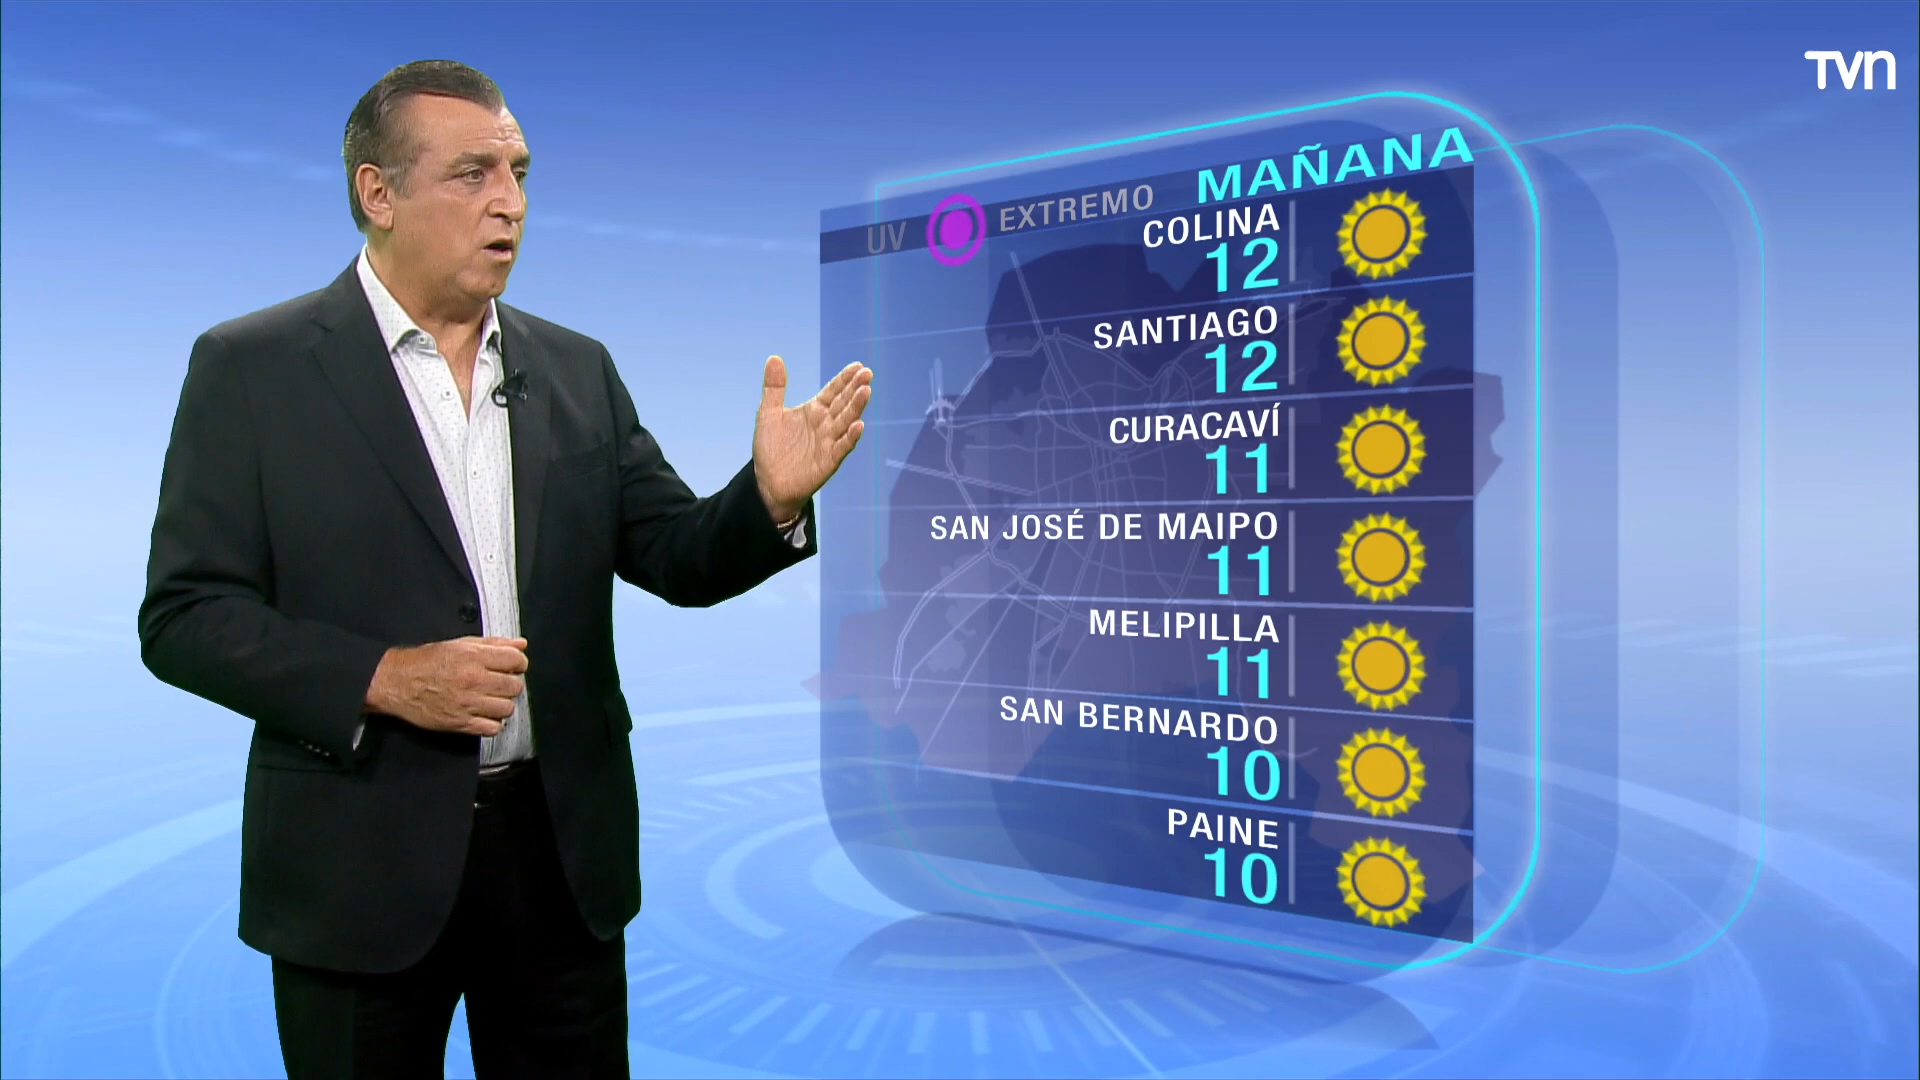 TVN
MAÑANA
UV EXTREMO
COLINA
12
SANTIAGO
12
CURACAVÍ
11
SAN JOSÉ DE MAIPO
11
MELIPILLA
11
SAN BERNARDO
10
PAINE
10